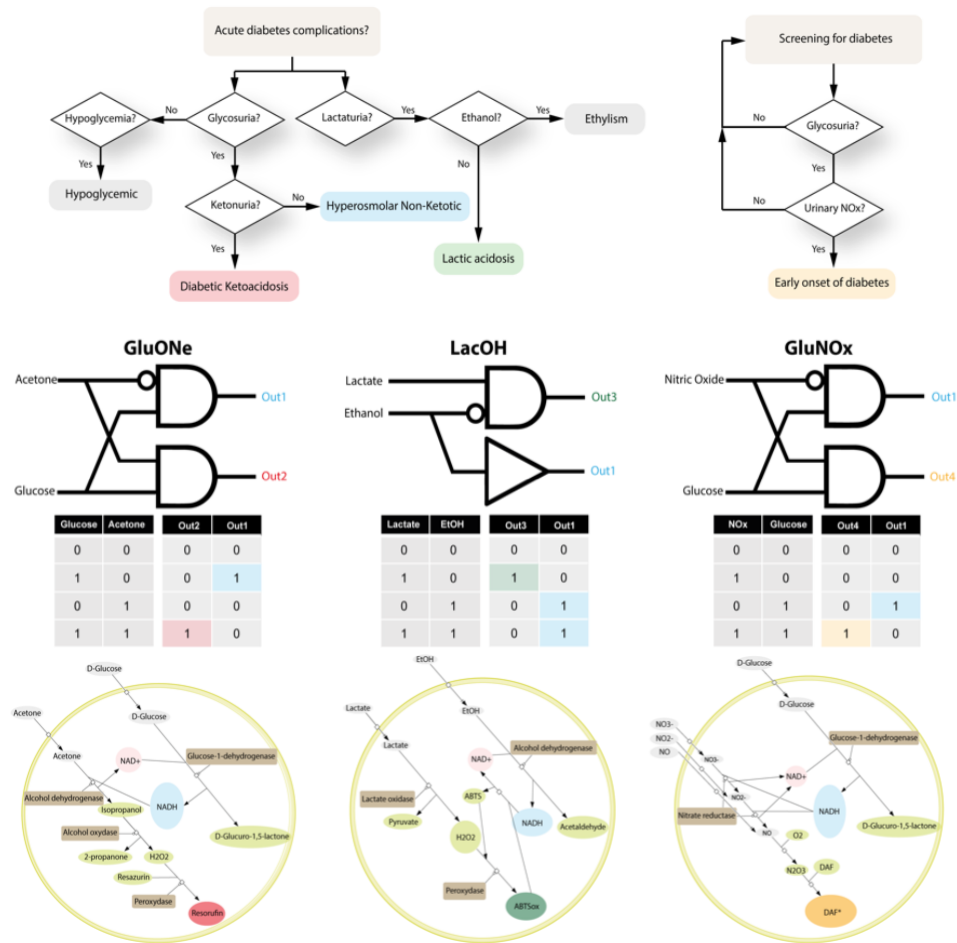 Acute diabetes complications?
Hypoglycemia?
No
Glycosuria?
Lactaturia?
Yes
Ethanol?
Yes
Ethylism
Yes
Hypoglycemic
Yes
No
Ketonuria?
No
Hyperosmolar Non-Ketotic
Yes
Lactic acidosis
Diabetic Ketoacidosis
Screening for diabetes
No
Glycosuria?
Yes
No
Urinary NOx?
Yes
Early onset of diabetes
GluONe
Acetone
Out1
Out2
Glucose
LacOH
Lactate
Out3
Ethanol
Out1
GluNOx
Nitric Oxide
Out1
Out4
Glucose
Glucose Acetone Out2 Out1
0 0 0 0
1 0 0 1
0 1 0 0
1 1 1 0
Lactate EtOH Out3 Out1
0 0 0 0
1 0 1 0
0 1 0 1
1 1 0 1
NOx Glucose Out4 Out1
0 0 0 0
1 0 0 0
0 1 0 1
1 1 1 0
D-Glucose
Acetone
D-Glucose
Acetone
NAD+
Glucose-1-dehydrogenase
Alcohol dehydrogenase
Isopropanol
NADH
Alcohol oxydase
D-Glucuro-1,5-lactone
2-propanone
H2O2
Resazurin
Peroxydase
Resorufin
EtOH
Lactate
EtOH
Lactate
Alcohol dehydrogenase
NAD+
Lactate oxidase
ABTS
Pyruvate
NADH
Acetaldehyde
H2O2
Peroxydase
ABTSox
D-Glucose
D-Glucose
NO3-
NO2-
NO
Glucose-1-dehydrogenase
NO3-
NAD+
NO2-
Nitrate reductase
NADH
NO
O2
D-Glucuro-1,5-lactone
N2O3
DAF
DAF*